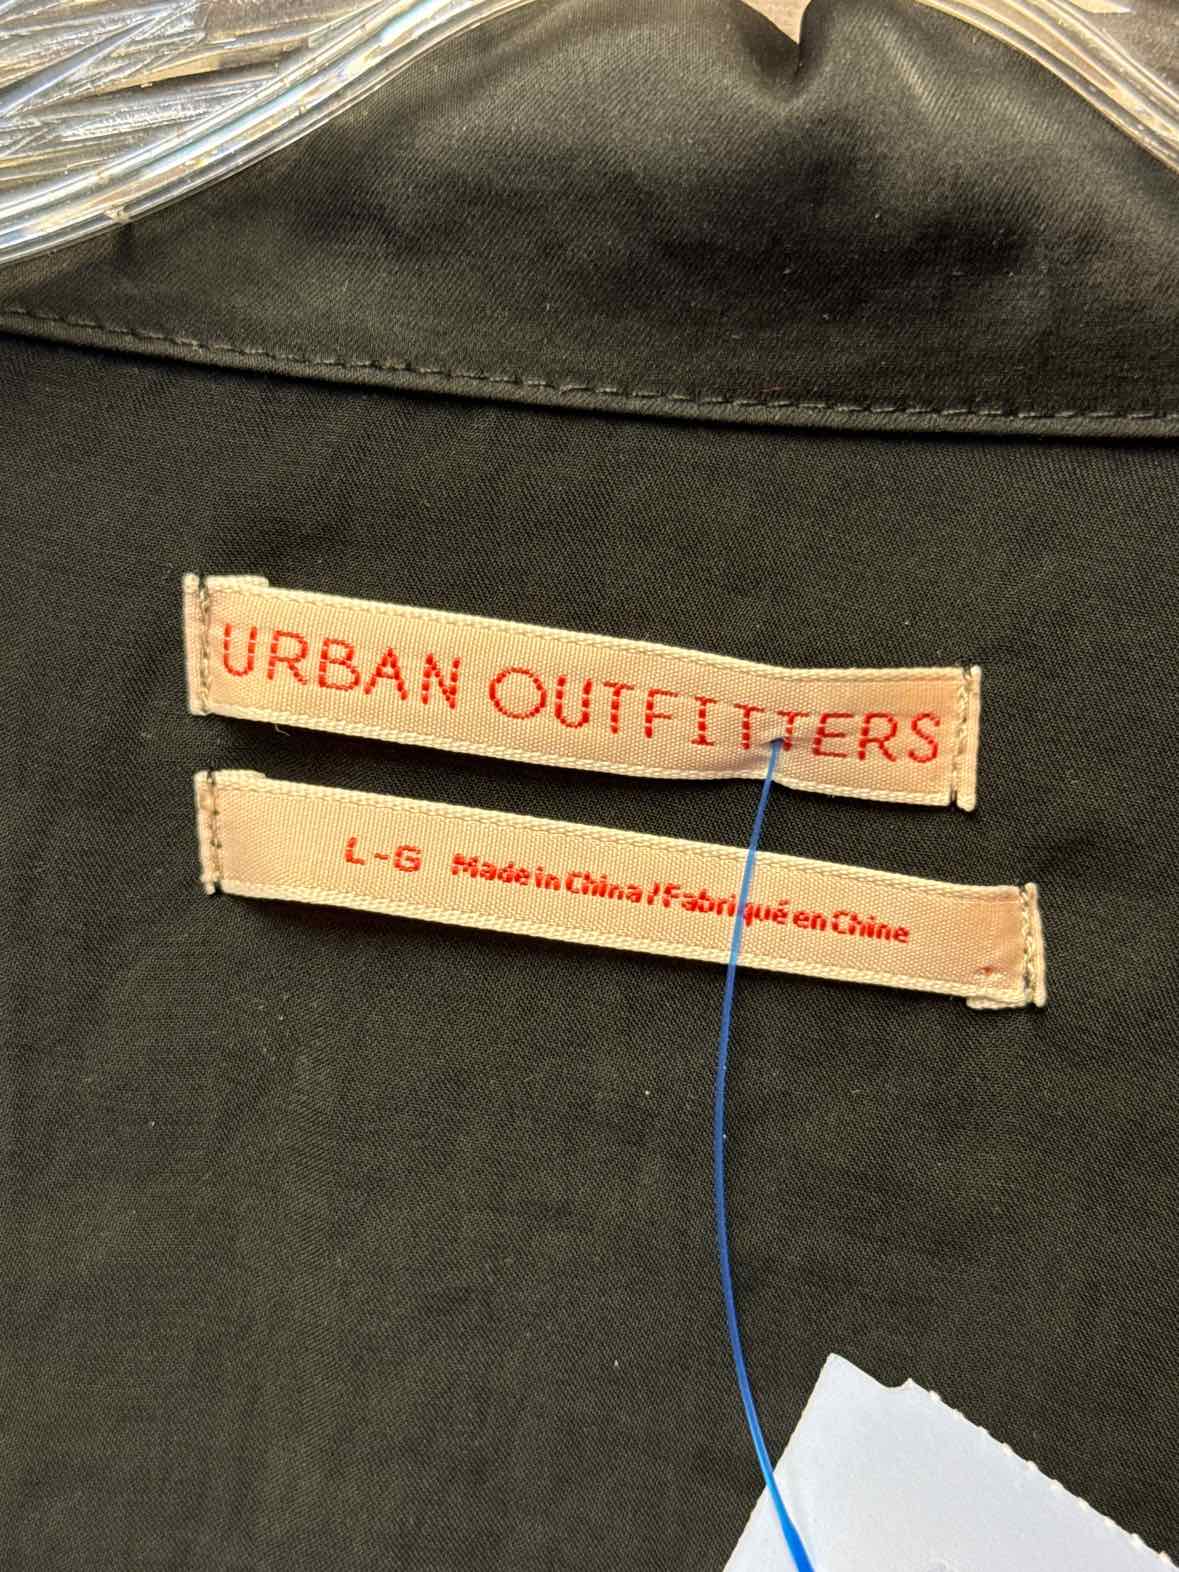 URBAN OUTFITTERS
L-G Made in China / Fabriqué en Chine